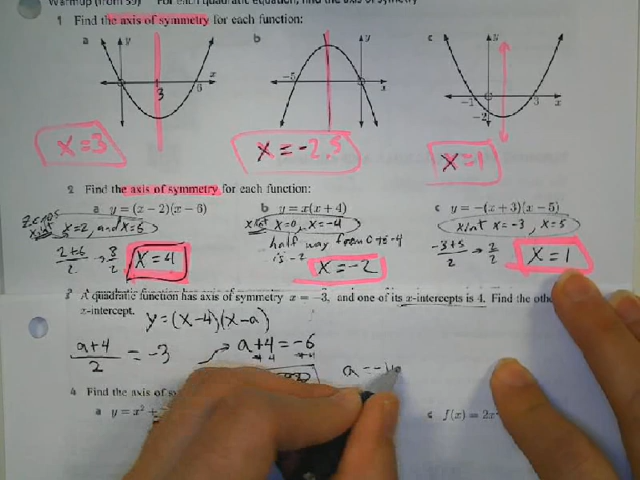 Warmup (from 59) For each quadratic equation, find the axis of symmetry
1 Find the axis of symmetry for each function:
a y x 3 6
b y -5 x
c y -1 3 x -2
x=3
x=-2.5
x=1
2 Find the axis of symmetry for each function:
a y = (x − 2)(x − 6)
b y = x(x + 4)
c y = −(x + 3)(x − 5)
zeros
xint x=2, and x=6
xint x=0, x=-4
xint x=-3, x=5
2+6/2 → 8/2 x=4
half way from 0 to -4
is -2 x=-2
-3+5/2 → 2/2 x=1
3 A quadratic function has axis of symmetry x = −3, and one of its x-intercepts is 4. Find the other
x-intercept.
y=(x-4)(x-a)
a+4/2 = -3
a+4=-6
-4 -4
a=-10
4 Find the axis of
a y = x²
c f(x) = 2x